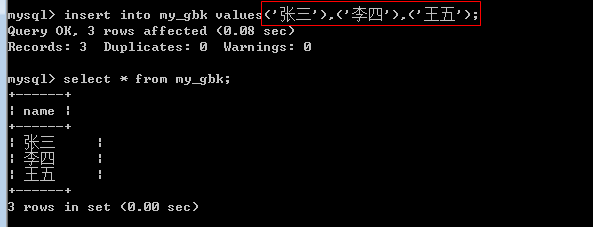 mysql> insert into my_gbk values('张三'),('李四'),('王五');
Query OK, 3 rows affected (0.08 sec)
Records: 3  Duplicates: 0  Warnings: 0
mysql> select * from my_gbk;
+------+
| name |
+------+
| 张三     |
| 李四     |
| 王五     |
+------+
3 rows in set (0.00 sec)